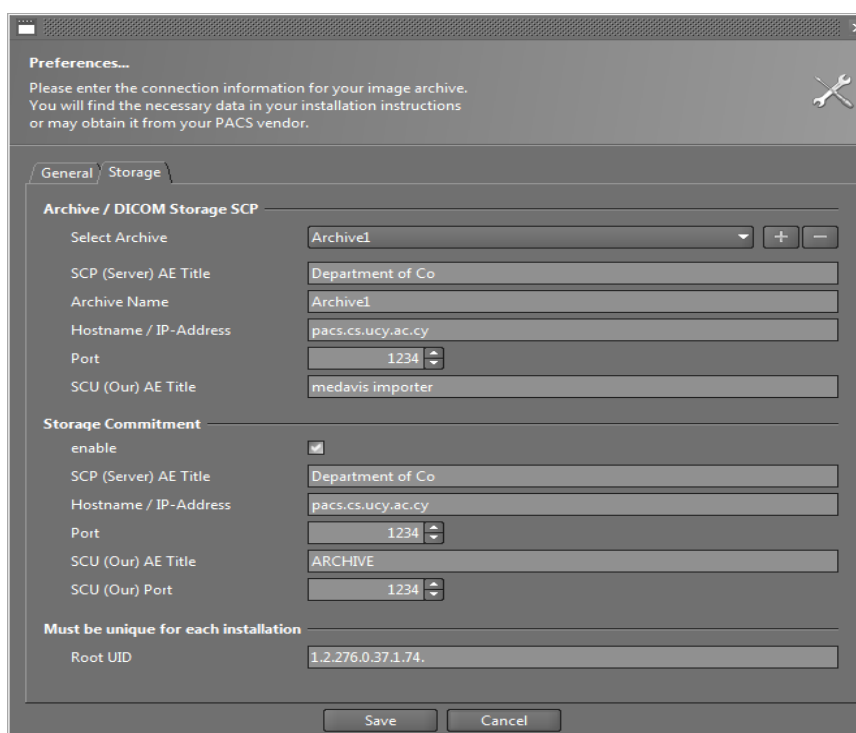 Preferences...
Please enter the connection information for your image archive.
You will find the necessary data in your installation instructions
or may obtain it from your PACS vendor.
General Storage
Archive / DICOM Storage SCP
Select Archive Archive1 + −
SCP (Server) AE Title Department of Co
Archive Name Archive1
Hostname / IP-Address pacs.cs.ucy.ac.cy
Port 1234
SCU (Our) AE Title medavis importer
Storage Commitment
enable
SCP (Server) AE Title Department of Co
Hostname / IP-Address pacs.cs.ucy.ac.cy
Port 1234
SCU (Our) AE Title ARCHIVE
SCU (Our) Port 1234
Must be unique for each installation
Root UID 1.2.276.0.37.1.74.
Save Cancel